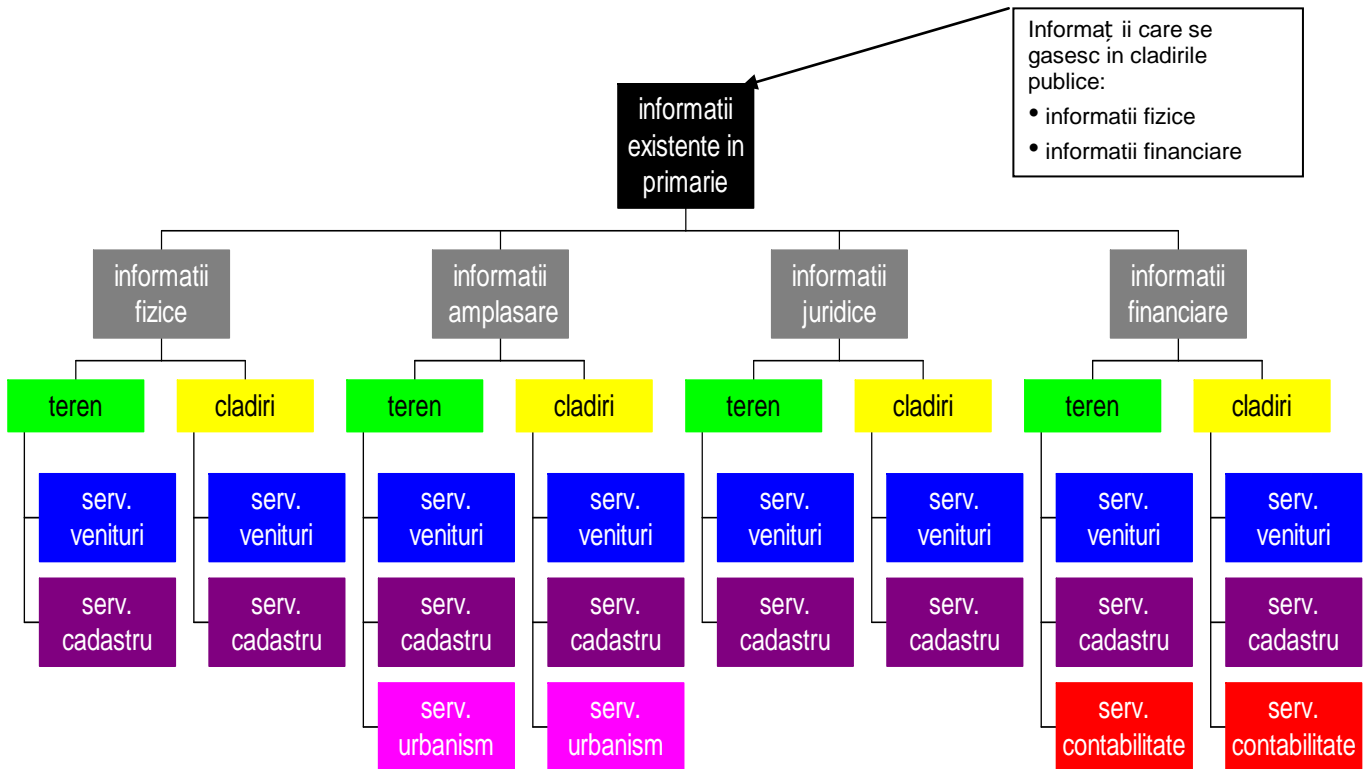 Informaț ii care se
gasesc in cladirile
publice:
• informatii fizice
• informatii financiare
informatii
existente in
primarie
informatii
fizice
informatii
amplasare
informatii
juridice
informatii
financiare
teren
cladiri
teren
cladiri
teren
cladiri
teren
cladiri
serv.
venituri
serv.
venituri
serv.
venituri
serv.
venituri
serv.
venituri
serv.
venituri
serv.
venituri
serv.
venituri
serv.
cadastru
serv.
cadastru
serv.
cadastru
serv.
cadastru
serv.
cadastru
serv.
cadastru
serv.
cadastru
serv.
cadastru
serv.
urbanism
serv.
urbanism
serv.
contabilitate
serv.
contabilitate